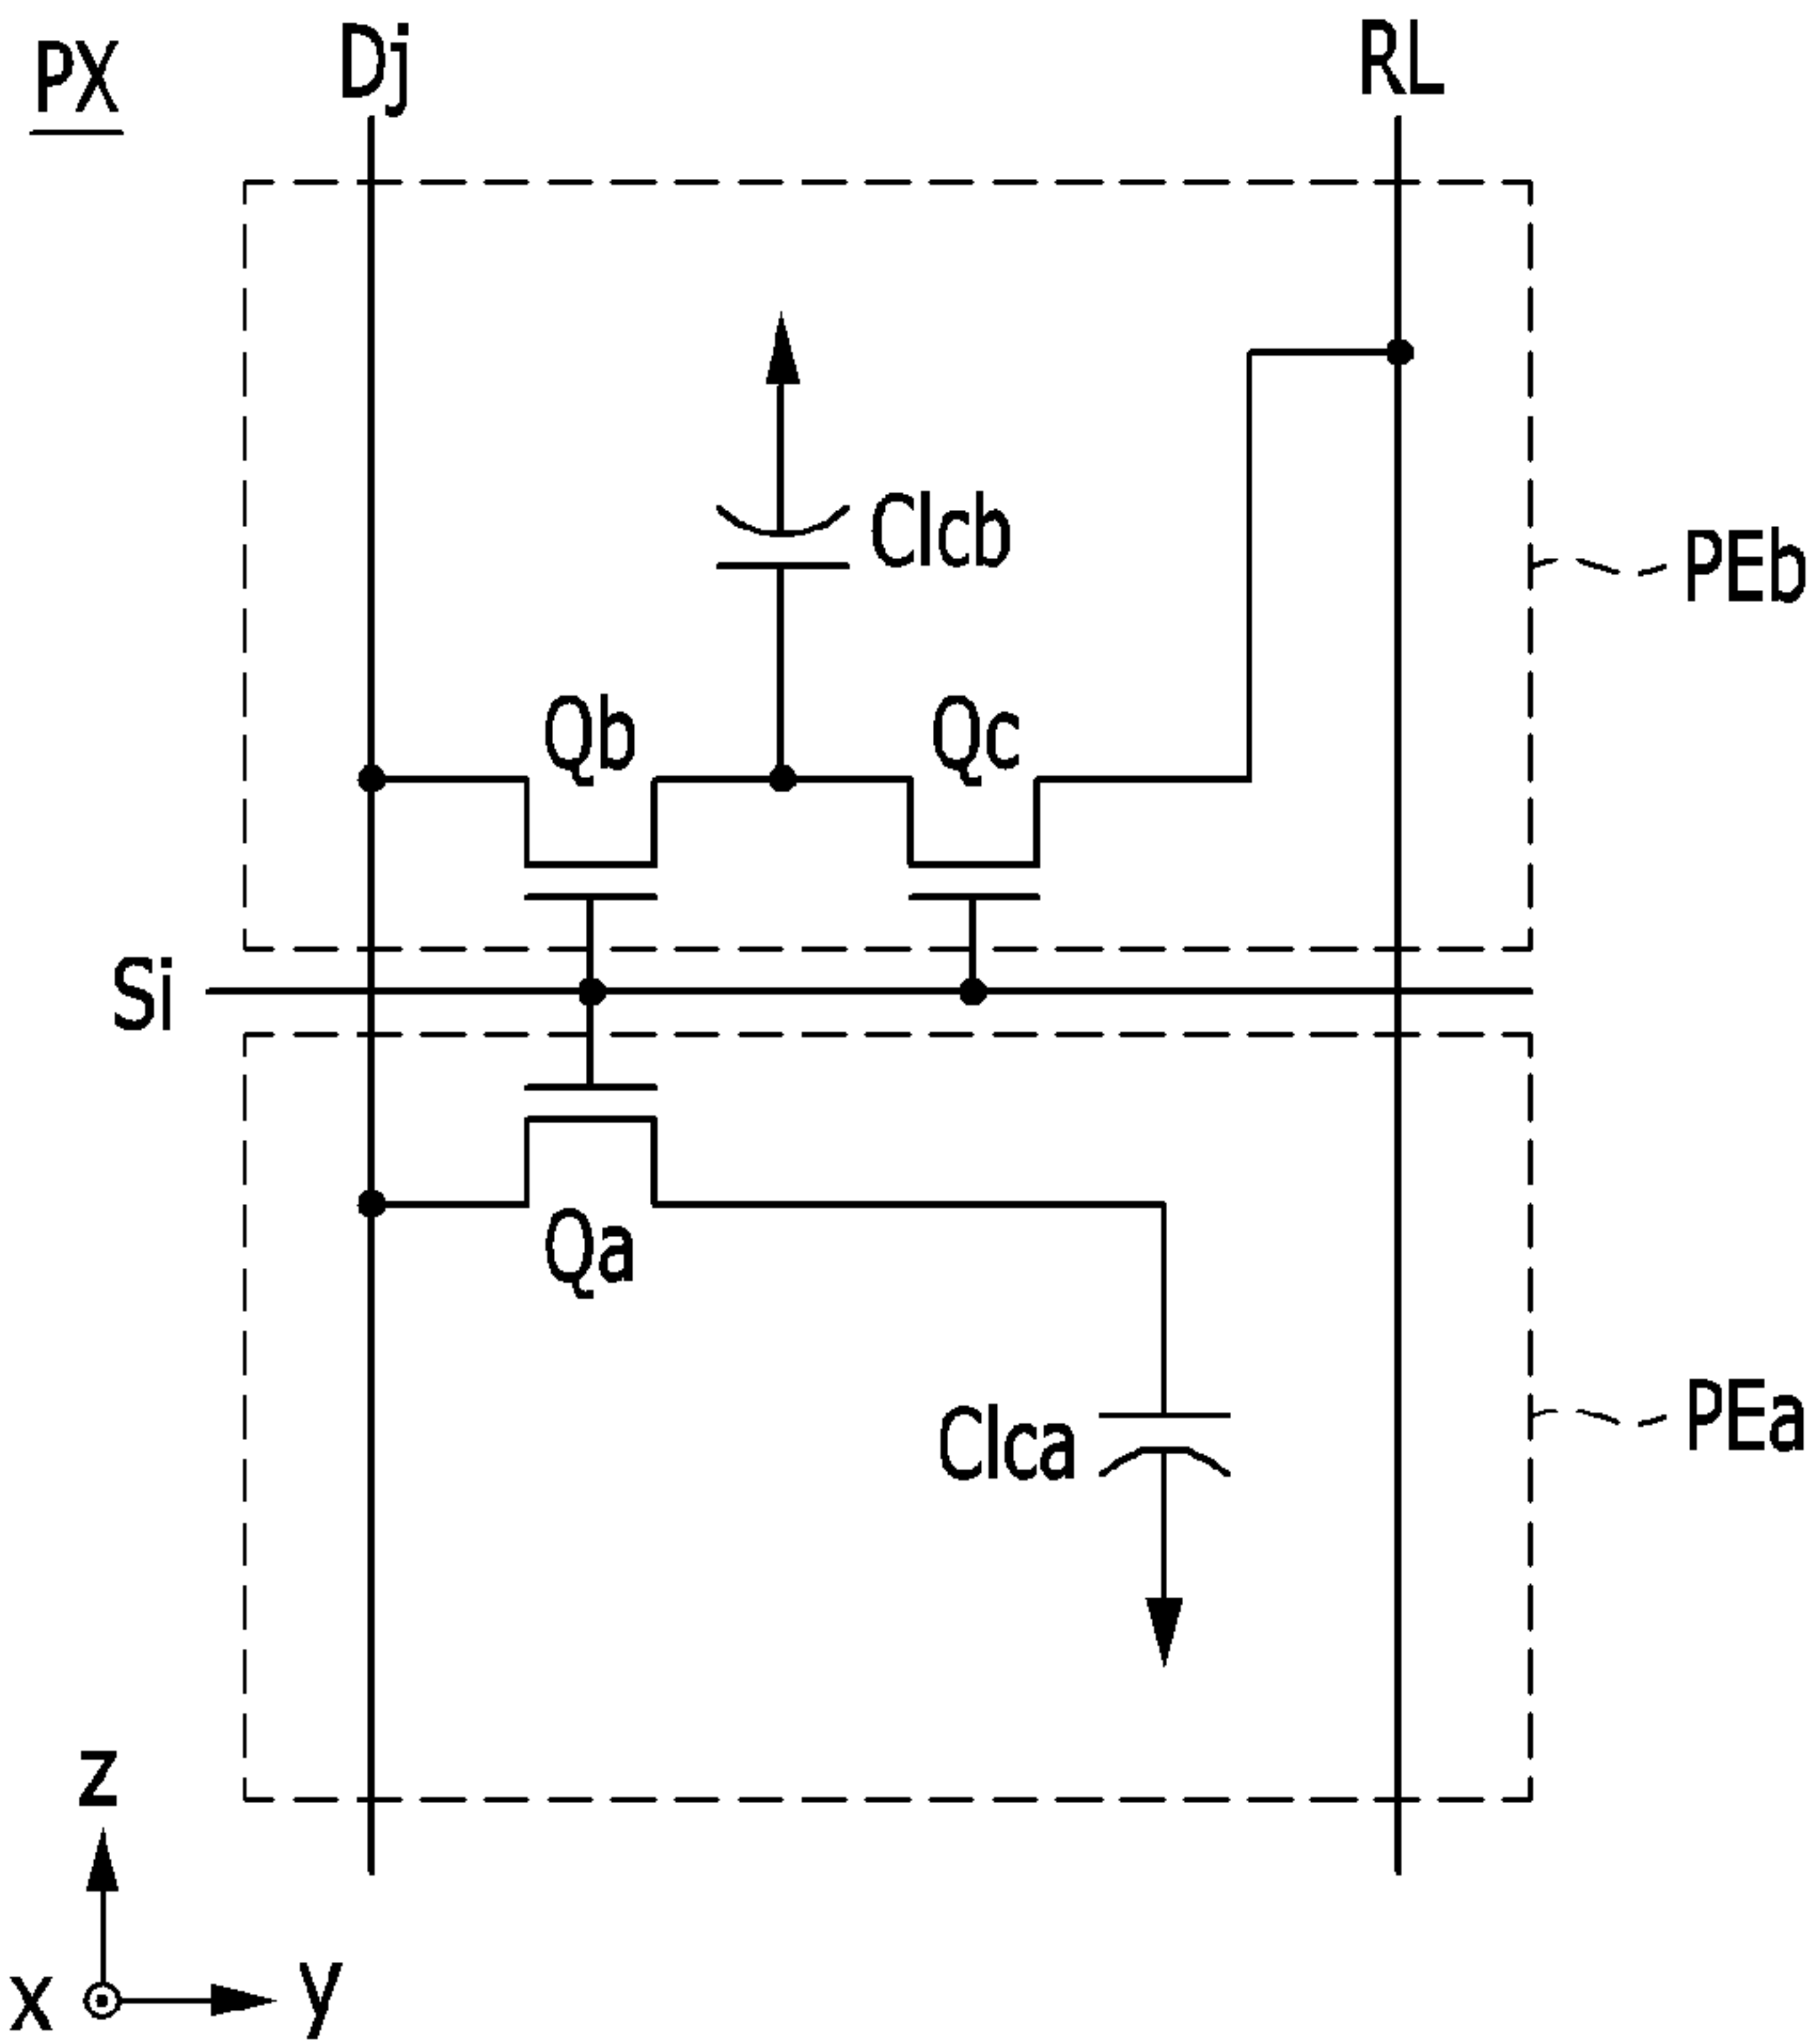 PX Dj RL
Clcb
PEb
Qb Qc
Si
Qa
Clca
PEa
z
x y